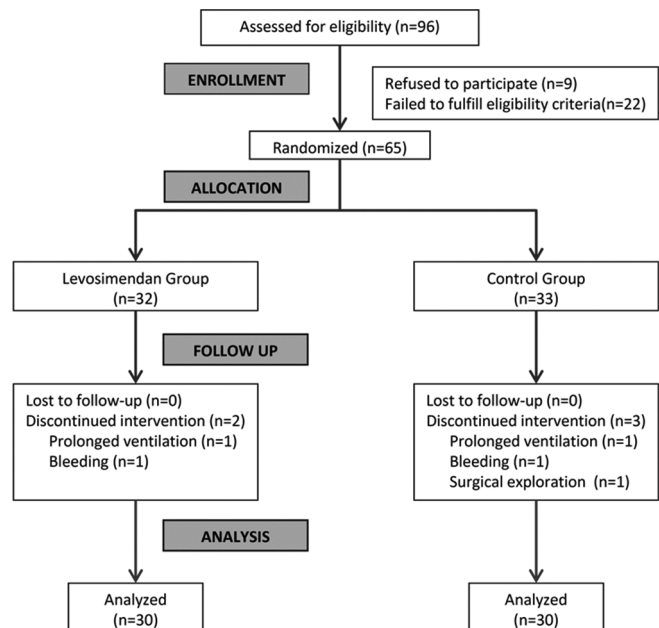 Assessed for eligibility (n=96)
ENROLLMENT
Refused to participate (n=9)
Failed to fulfill eligibility criteria(n=22)
Randomized (n=65)
ALLOCATION
Levosimendan Group
(n=32)
Control Group
(n=33)
FOLLOW UP
Lost to follow-up (n=0)
Discontinued intervention (n=2)
Prolonged ventilation (n=1)
Bleeding (n=1)
Lost to follow-up (n=0)
Discontinued intervention (n=3)
Prolonged ventilation (n=1)
Bleeding (n=1)
Surgical exploration (n=1)
ANALYSIS
Analyzed
(n=30)
Analyzed
(n=30)